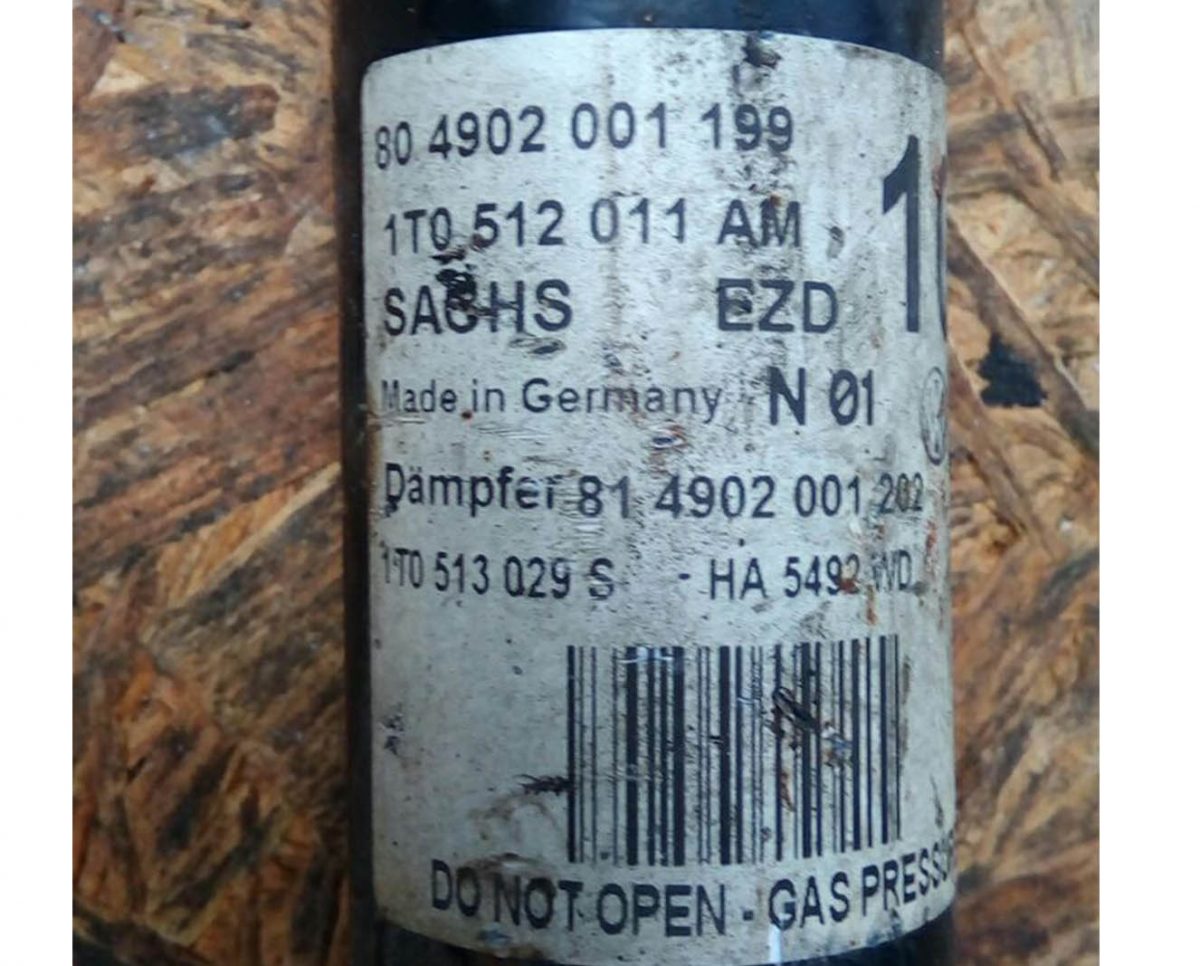 80 4902 001 199
1T0 512 011 AM
SACHS EZD
Made in Germany N 01
Dämpfer 81 4902 001 202
1T0 513 029 S - HA 5492 WD
DO NOT OPEN - GAS